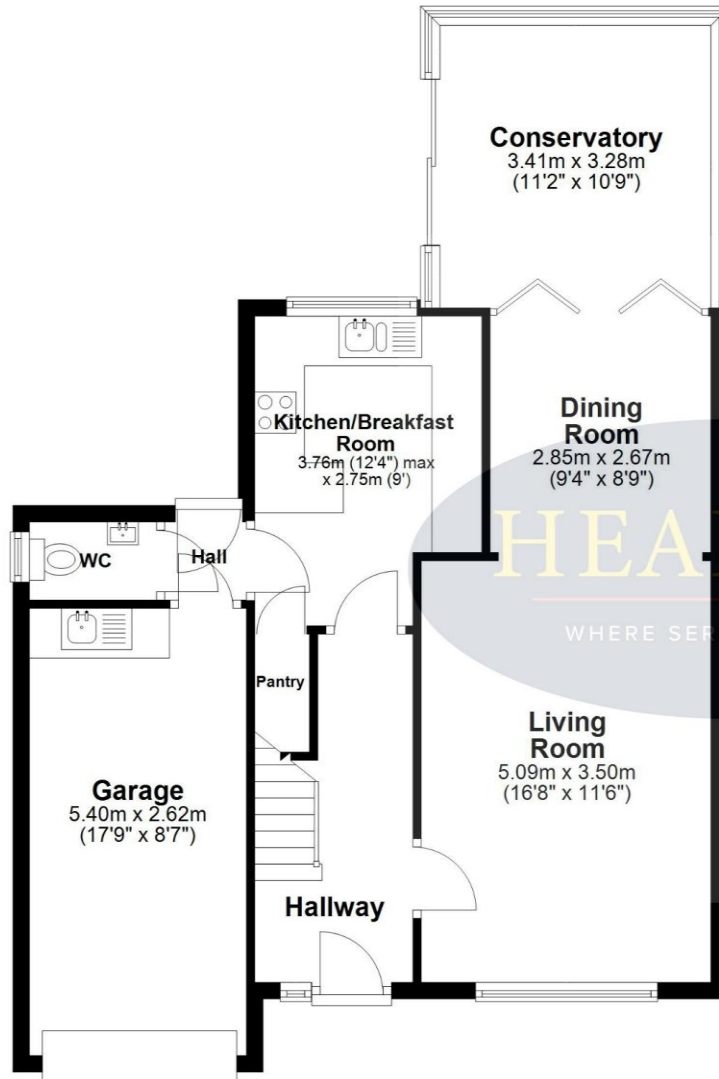 Conservatory
3.41m x 3.28m
(11'2" x 10'9")
Kitchen/Breakfast
Room
3.76m (12'4") max
x 2.75m (9')
Dining
Room
2.85m x 2.67m
(9'4" x 8'9")
WC
Hall
HEA
WHERE SER
Pantry
Living
Room
5.09m x 3.50m
(16'8" x 11'6")
Garage
5.40m x 2.62m
(17'9" x 8'7")
Hallway